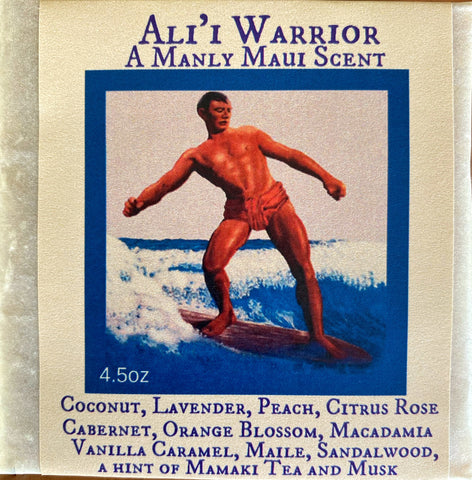 Ali'i Warrior
A Manly Maui Scent
4.5oz
Coconut, Lavender, Peach, Citrus Rose
Cabernet, Orange Blossom, Macadamia
Vanilla Caramel, Maile, Sandalwood,
a hint of Mamaki Tea and Musk